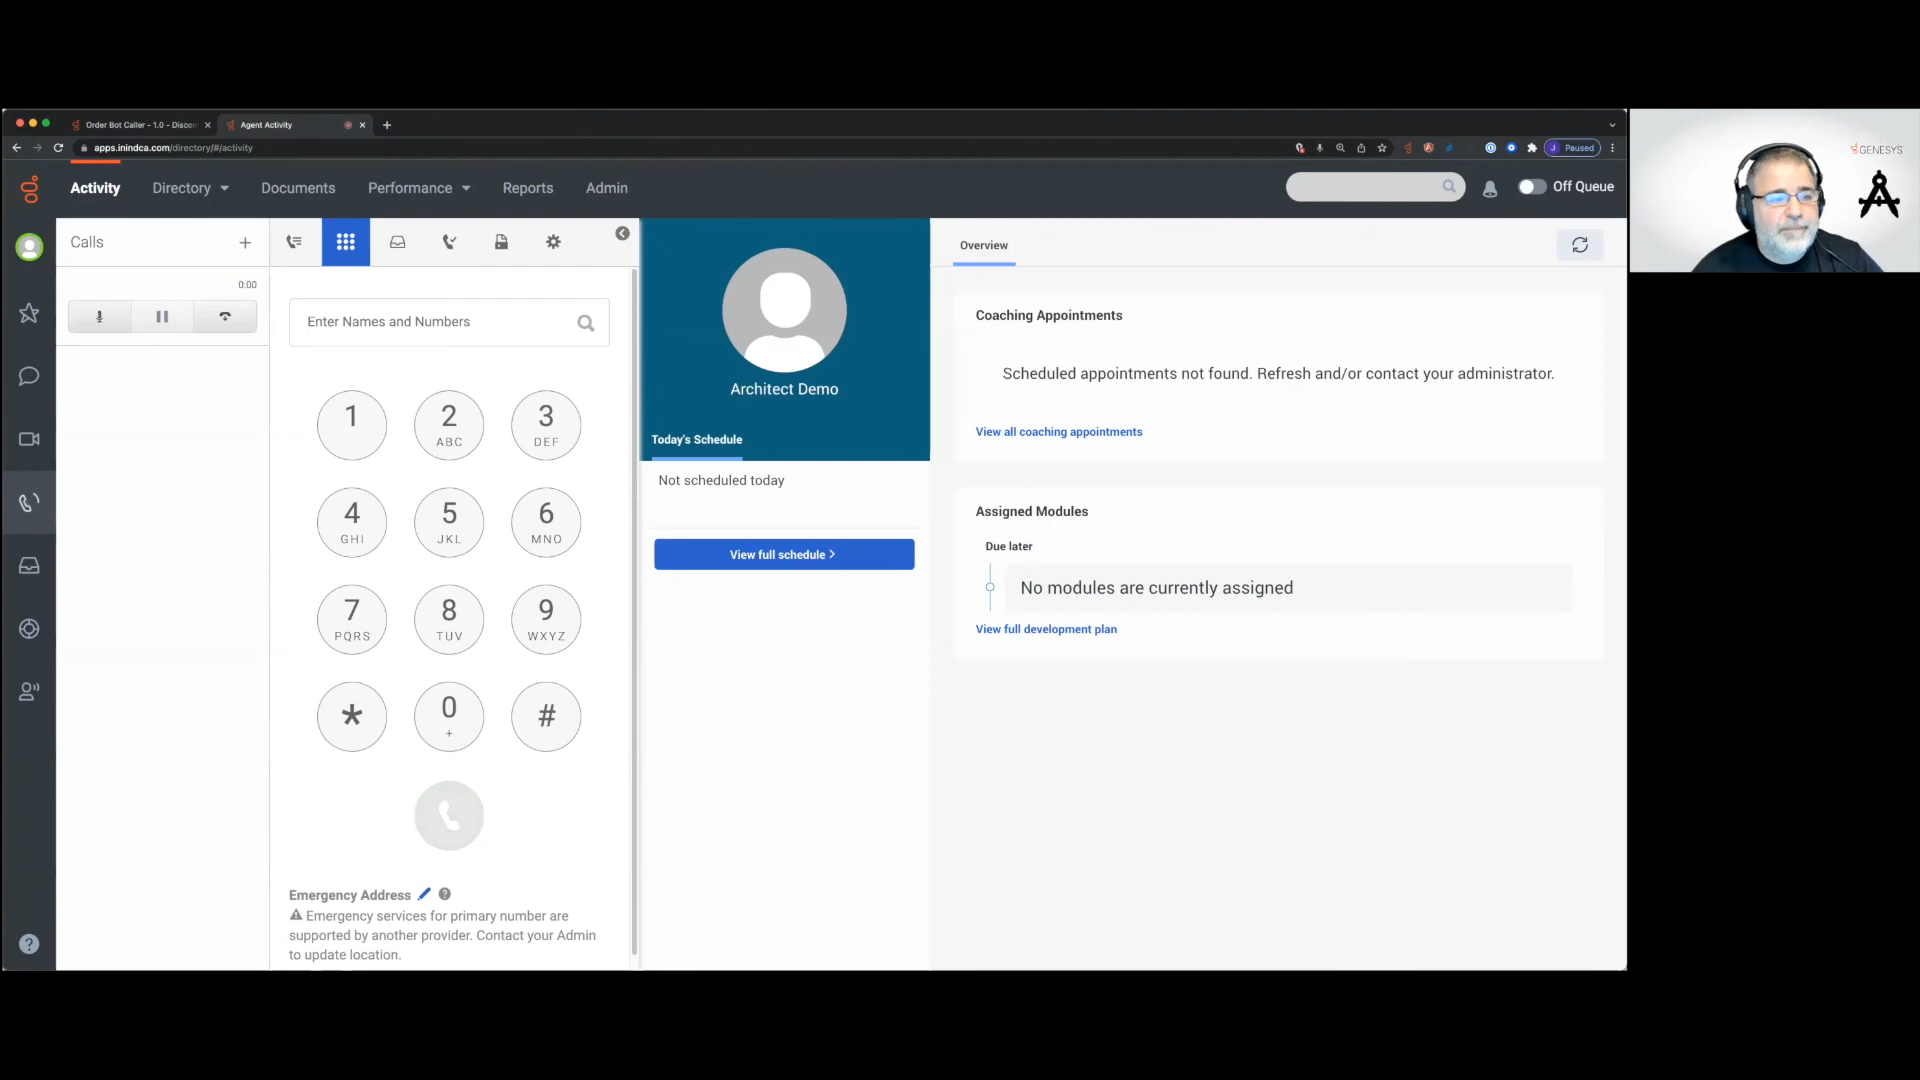 Order Bot Caller - 1.0 - Discon
Agent Activity
apps.inindca.com/directory/#/activity
Paused
J
Activity
Directory
Documents
Performance
Reports
Admin
Off Queue
GENESYS
Calls
+
0:00
Enter Names and Numbers
1
2
ABC
3
DEF
4
GHI
5
JKL
6
MNO
7
PQRS
8
TUV
9
WXYZ
*
0
+
#
Emergency Address
Emergency services for primary number are
supported by another provider. Contact your Admin
to update location.
Architect Demo
Today's Schedule
Not scheduled today
View full schedule
Overview
Coaching Appointments
Scheduled appointments not found. Refresh and/or contact your administrator.
View all coaching appointments
Assigned Modules
Due later
No modules are currently assigned
View full development plan